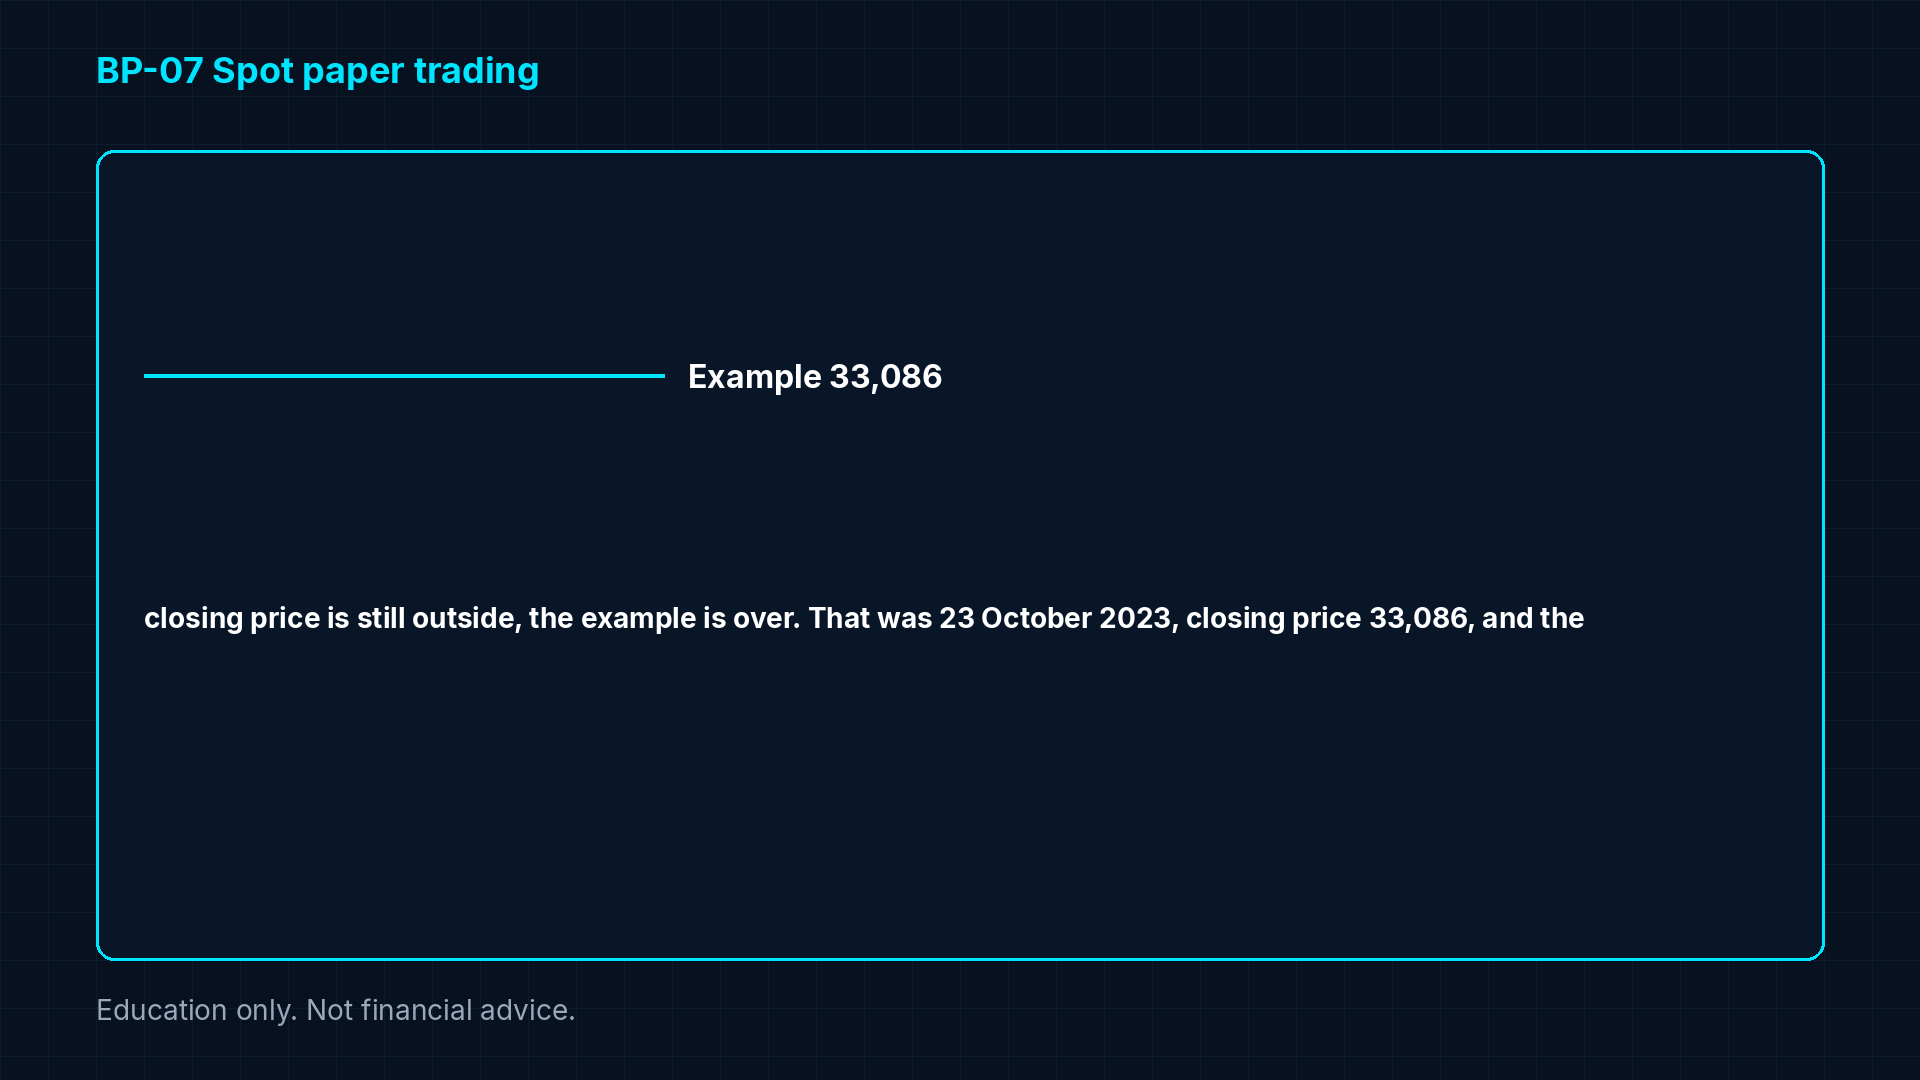 BP-07 Spot paper trading
Example 33,086
closing price is still outside, the example is over. That was 23 October 2023, closing price 33,086, and the
Education only. Not financial advice.